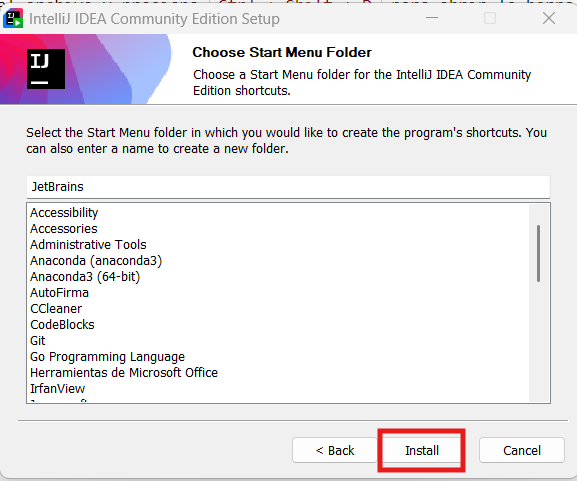 IntelliJ IDEA Community Edition Setup
IJ
Choose Start Menu Folder
Choose a Start Menu folder for the IntelliJ IDEA Community
Edition shortcuts.
Select the Start Menu folder in which you would like to create the program's shortcuts. You
can also enter a name to create a new folder.
JetBrains
Accessibility
Accessories
Administrative Tools
Anaconda (anaconda3)
Anaconda3 (64-bit)
AutoFirma
CCleaner
CodeBlocks
Git
Go Programming Language
Herramientas de Microsoft Office
IrfanView
< Back
Install
Cancel